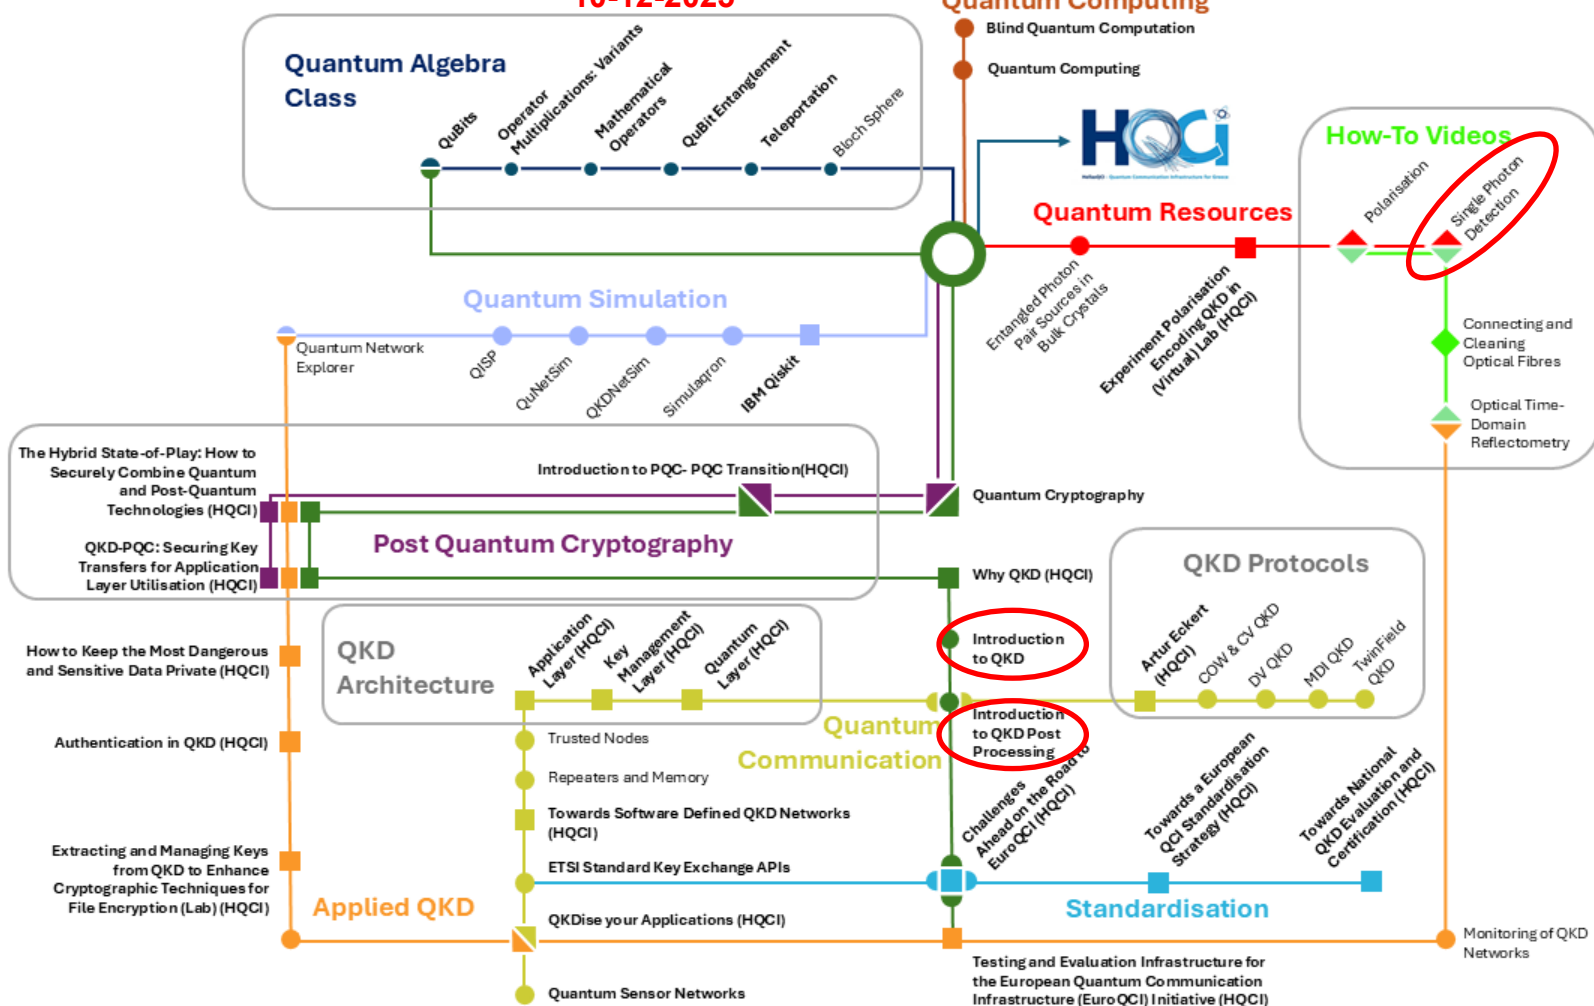 10-12-2025
Quantum Computing
Blind Quantum Computation
Quantum Computing
Quantum Algebra
Class
QuBits
Operator
Multiplications: Variants
Mathematical
Operators
QuBit Entanglement
Teleportation
Bloch Sphere
HQCi
HellasQCI - Quantum Communication Infrastructure for Greece
How-To Videos
Polarisation
Single Photon
Detection
Quantum Resources
Entangled Photon
Pair Sources in
Bulk Crystals
Experiment Polarisation
Encoding QKD in
(Virtual) Lab (HQCI)
Connecting and
Cleaning
Optical Fibres
Optical Time-
Domain
Reflectometry
Quantum Simulation
Quantum Network
Explorer
QISP
QuNetSim
QKDNetSim
Simulaqron
IBM Qiskit
The Hybrid State-of-Play: How to
Securely Combine Quantum
and Post-Quantum
Technologies (HQCI)
Introduction to PQC- PQC Transition(HQCI)
Quantum Cryptography
QKD-PQC: Securing Key
Transfers for Application
Layer Utilisation (HQCI)
Post Quantum Cryptography
Why QKD (HQCI)
QKD Protocols
Artur Eckert
(HQCI)
COW & CV QKD
DV QKD
MDI QKD
TwinField
QKD
Introduction
to QKD
QKD
Architecture
Application
Layer (HQCI)
Key
Management
Layer (HQCI)
Quantum
Layer (HQCI)
How to Keep the Most Dangerous
and Sensitive Data Private (HQCI)
Quantum
Communication
Introduction
to QKD Post
Processing
Authentication in QKD (HQCI)
Trusted Nodes
Repeaters and Memory
Towards Software Defined QKD Networks
(HQCI)
ETSI Standard Key Exchange APIs
Challenges
Ahead on the Road to
EuroQCI (HQCI)
Towards a European
QCI Standardisation
Strategy (HQCI)
Towards National
QKD Evaluation and
Certification (HQCI)
Extracting and Managing Keys
from QKD to Enhance
Cryptographic Techniques for
File Encryption (Lab) (HQCI)
Applied QKD
QKDise your Applications (HQCI)
Standardisation
Monitoring of QKD
Networks
Testing and Evaluation Infrastructure for
the European Quantum Communication
Infrastructure (EuroQCI) Initiative (HQCI)
Quantum Sensor Networks